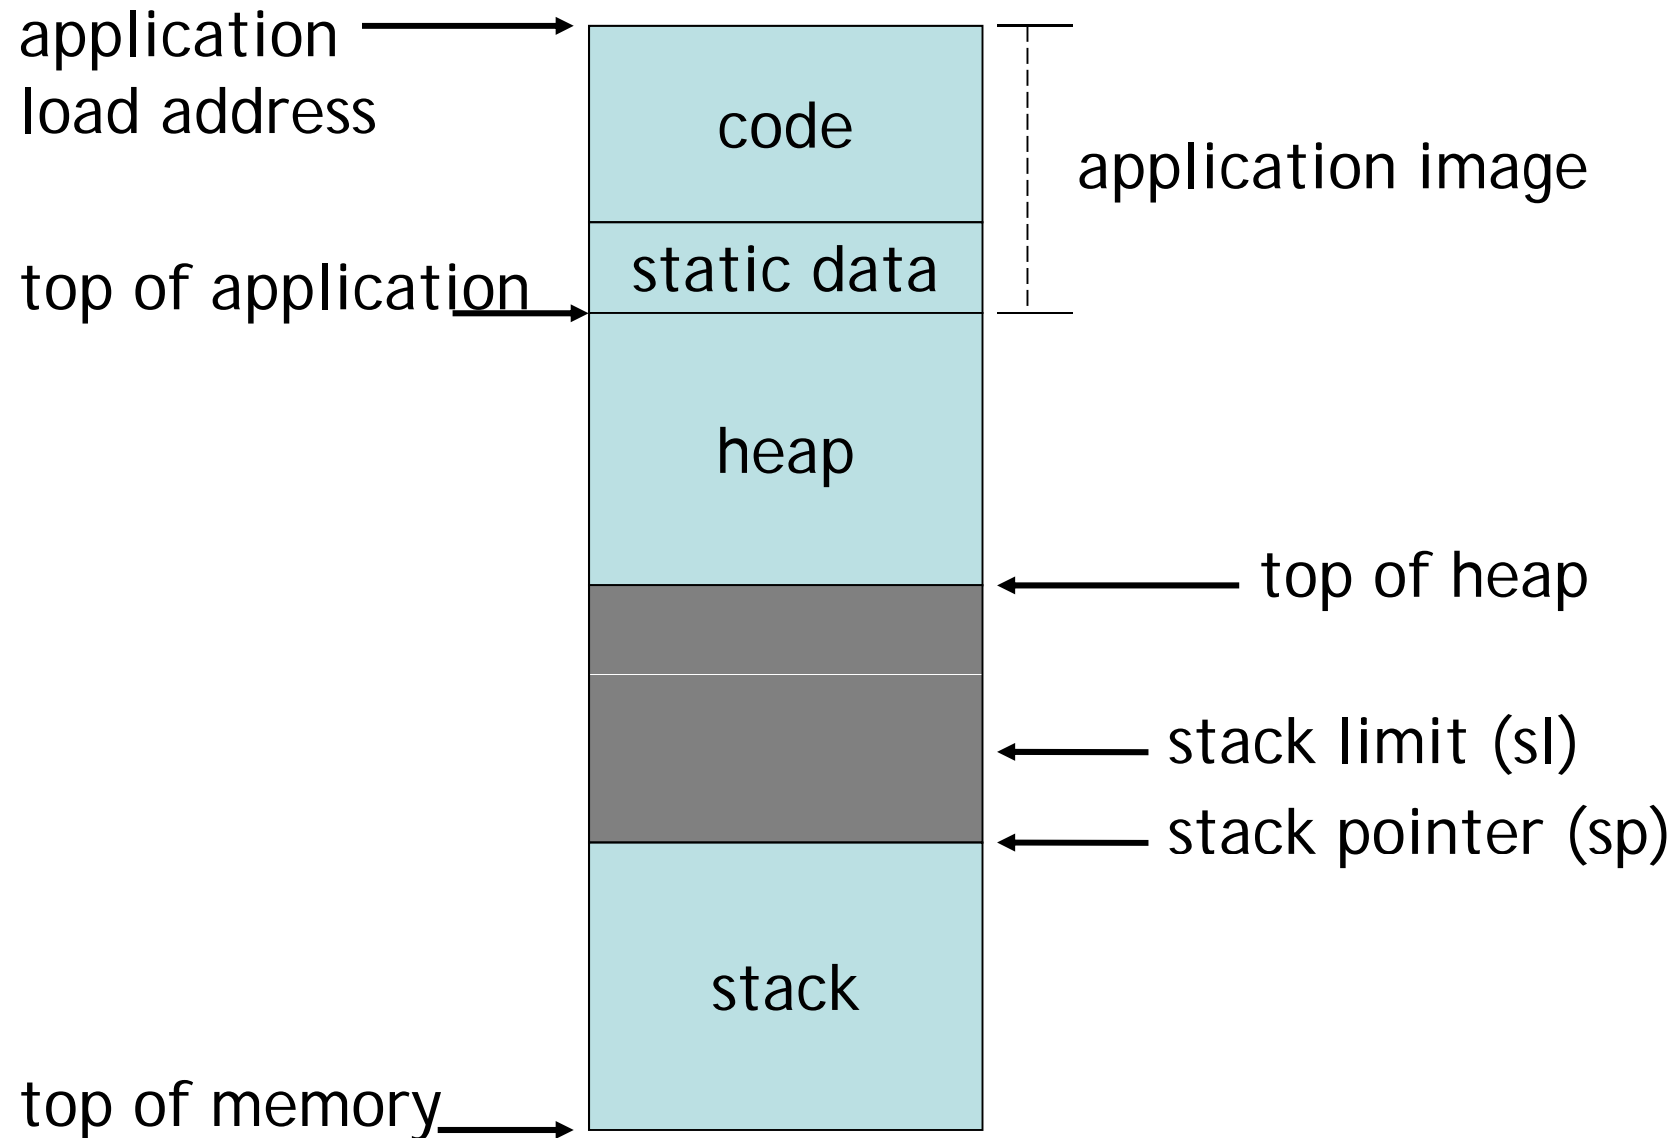 application
load address
code
application image
static data
top of application
heap
top of heap
stack limit (sl)
stack pointer (sp)
stack
top of memory